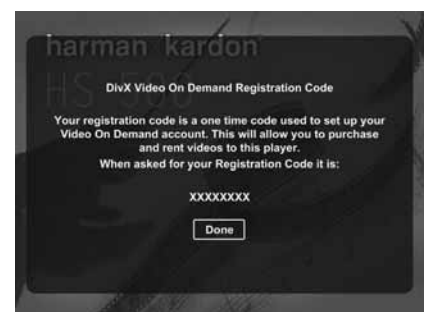 harman kardon
HS 500
DivX Video On Demand Registration Code
Your registration code is a one time code used to set up your
Video On Demand account. This will allow you to purchase
and rent videos to this player.
When asked for your Registration Code it is:
XXXXXXXX
Done